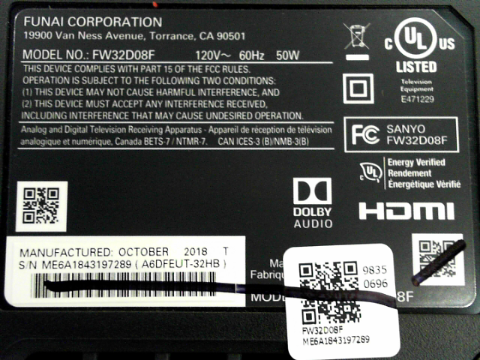 FUNAI CORPORATION
19900 Van Ness Avenue, Torrance, CA 90501
MODEL NO.: FW32D08F 120V~ 60Hz 50W
THIS DEVICE COMPLIES WITH PART 15 OF THE FCC RULES.
OPERATION IS SUBJECT TO THE FOLLOWING TWO CONDITIONS:
(1) THIS DEVICE MAY NOT CAUSE HARMFUL INTERFERENCE, AND
(2) THIS DEVICE MUST ACCEPT ANY INTERFERENCE RECEIVED,
INCLUDING INTERFERENCE THAT MAY CAUSE UNDESIRED OPERATION.
Analog and Digital Television Receiving Apparatus - Appareil de réception de télévision
analogique et numérique, Canada BETS-7 / NTMR-7. CAN ICES-3 (B)/NMB-3(B)
C UL US
LISTED
Television
Equipment
E471229
FC SANYO
FW32D08F
UL Energy Verified
Rendement
Énergétique Vérifié
DOLBY
AUDIO
HDMI
MANUFACTURED: OCTOBER 2018 T
S/N ME6A1843197289 ( A6DFEUT-32HB )
Ma
Fabriqu
MODE 08F
9835
0696
FW32D08F
ME6A1843197289